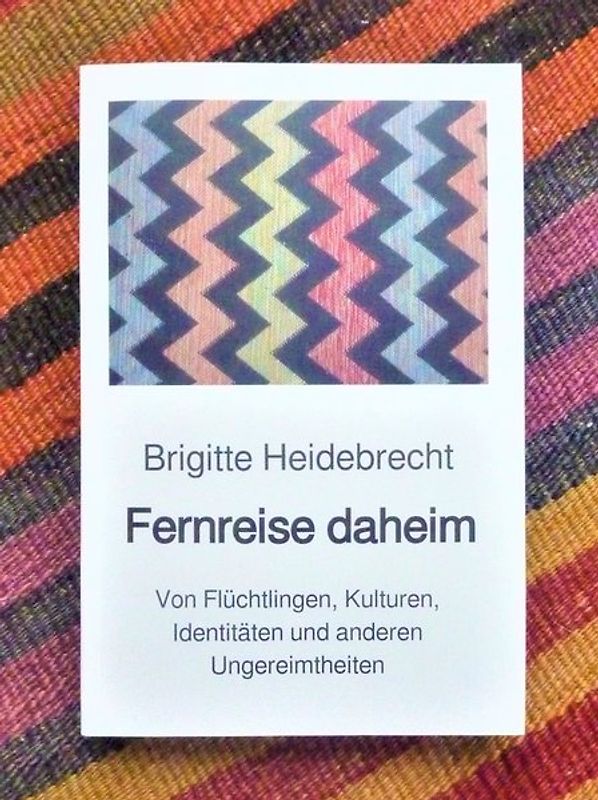 Brigitte Heidebrecht
Fernreise daheim
Von Flüchtlingen, Kulturen,
Identitäten und anderen
Ungereimtheiten